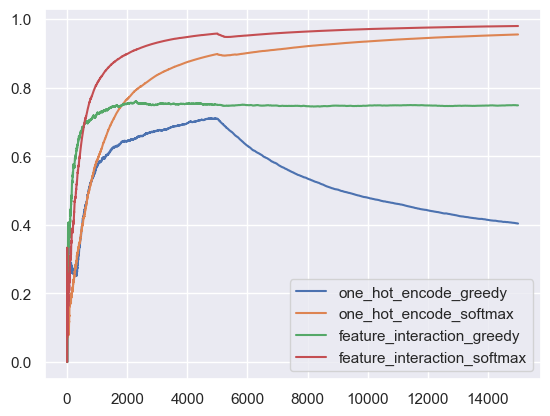 1.0
0.8
0.6
0.4
0.2
0.0
0 2000 4000 6000 8000 10000 12000 14000
one_hot_encode_greedy
one_hot_encode_softmax
feature_interaction_greedy
feature_interaction_softmax